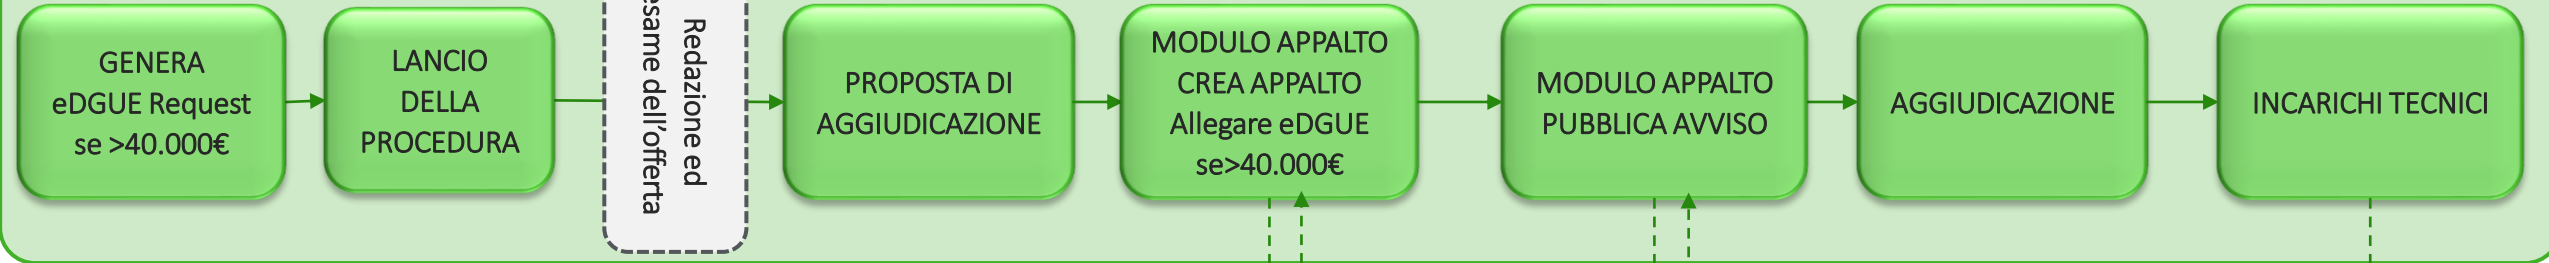 GENERA
eDGUE Request
se >40.000€
LANCIO
DELLA
PROCEDURA
Redazione ed
esame dell'offerta
PROPOSTA DI
AGGIUDICAZIONE
MODULO APPALTO
CREA APPALTO
Allegare eDGUE
se>40.000€
MODULO APPALTO
PUBBLICA AVVISO
AGGIUDICAZIONE
INCARICHI TECNICI